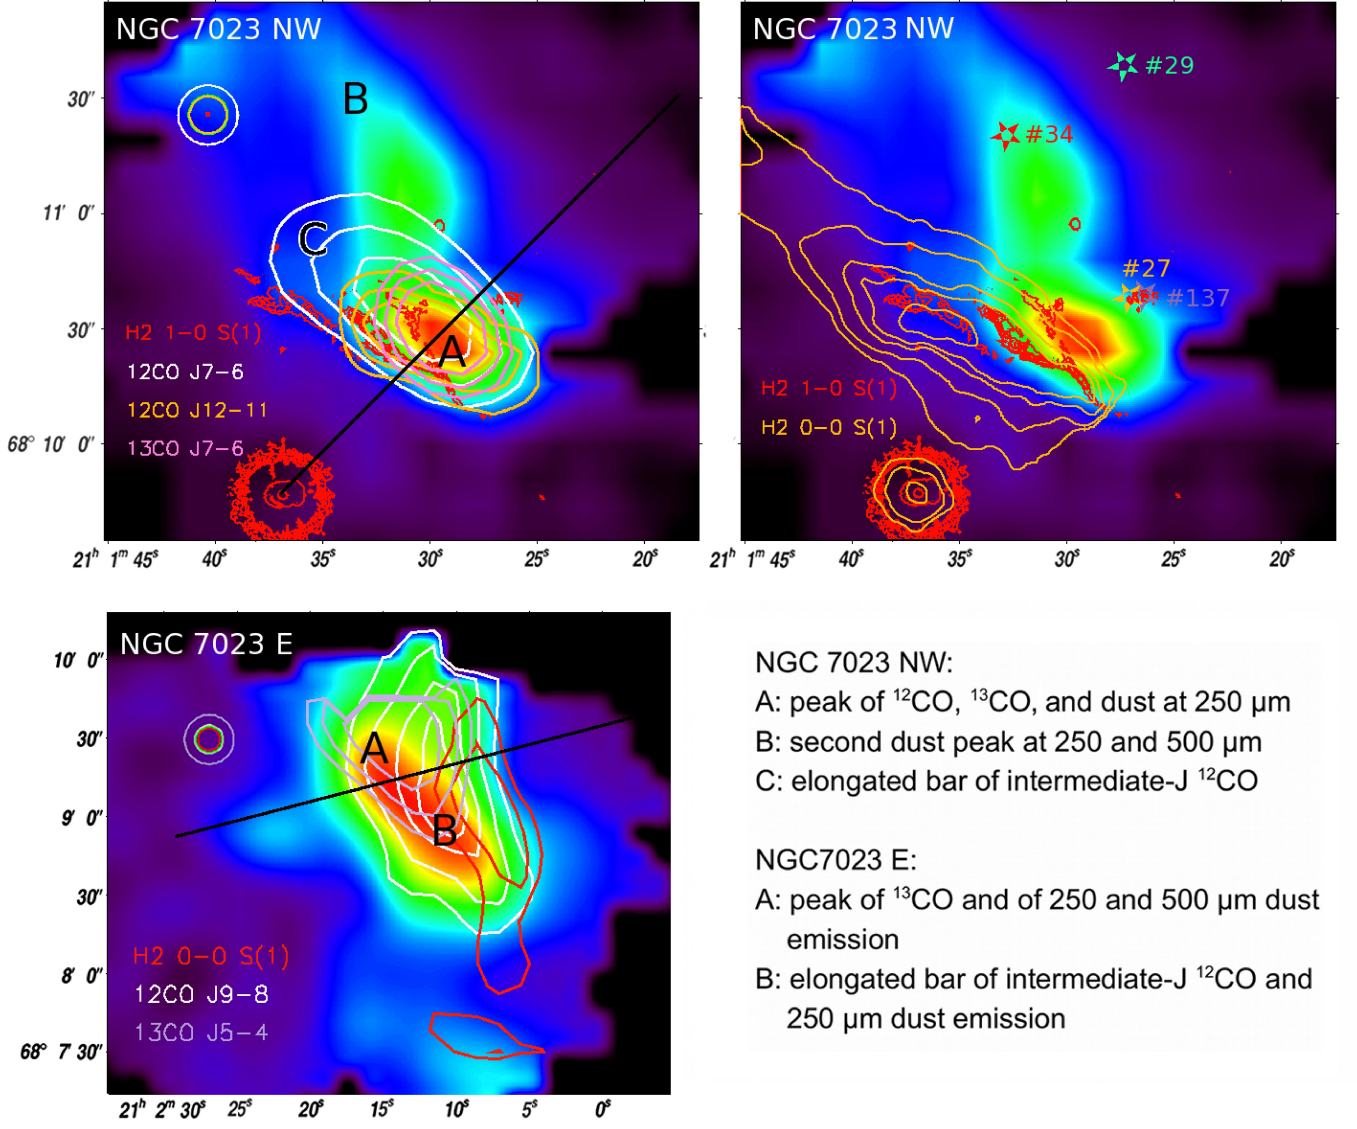 NGC 7023 NW
B
C
A
30″
11′ 0″
30″
68° 10′ 0″
H2 1−0 S(1)
12CO J7−6
12CO J12−11
13CO J7−6
21ʰ 1ᵐ 45ˢ
40ˢ
35ˢ
30ˢ
25ˢ
20ˢ
NGC 7023 NW
#29
#34
#27
#137
H2 1−0 S(1)
H2 0−0 S(1)
21ʰ 1ᵐ 45ˢ
40ˢ
35ˢ
30ˢ
25ˢ
20ˢ
NGC 7023 E
A
B
10′ 0″
30″
9′ 0″
30″
8′ 0″
68° 7′ 30″
H2 0−0 S(1)
12CO J9−8
13CO J5−4
21ʰ 2ᵐ 30ˢ
25ˢ
20ˢ
15ˢ
10ˢ
5ˢ
0ˢ
NGC 7023 NW:
A: peak of ¹²CO, ¹³CO, and dust at 250 µm
B: second dust peak at 250 and 500 µm
C: elongated bar of intermediate-J ¹²CO
NGC7023 E:
A: peak of ¹³CO and of 250 and 500 µm dust
emission
B: elongated bar of intermediate-J ¹²CO and
250 µm dust emission